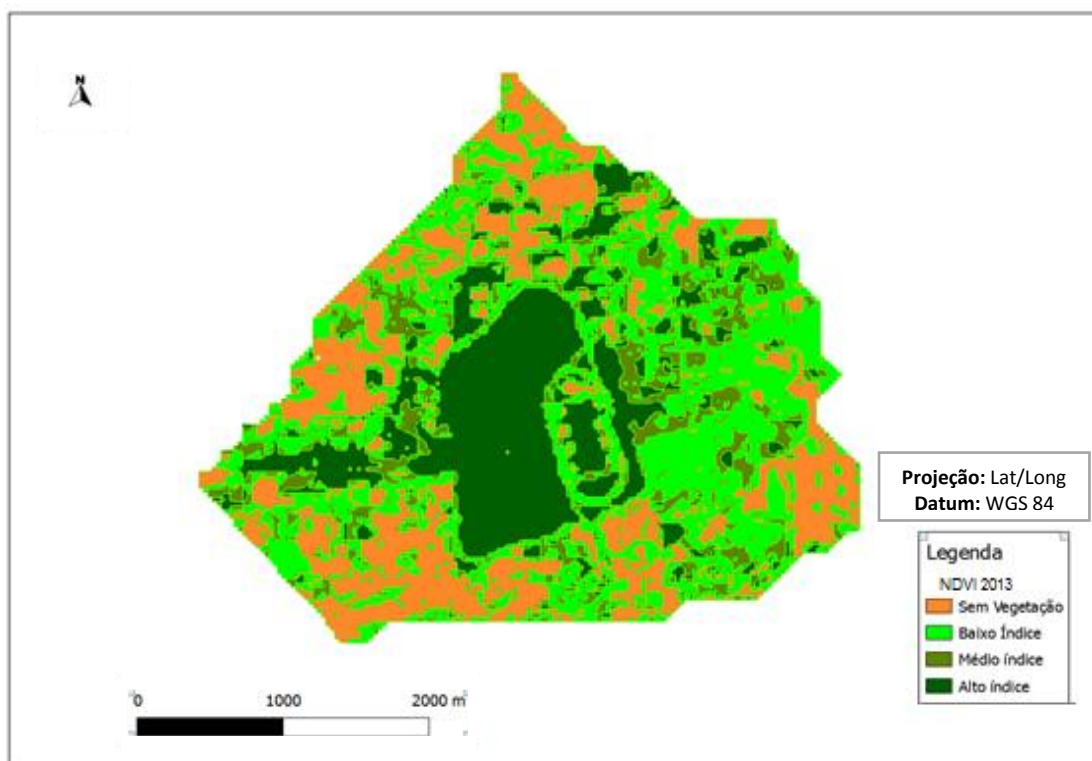 N
Projeção: Lat/Long
Datum: WGS 84
Legenda
NDVI 2013
Sem Vegetação
Baixo Índice
Médio índice
Alto índice
0 1000 2000 m